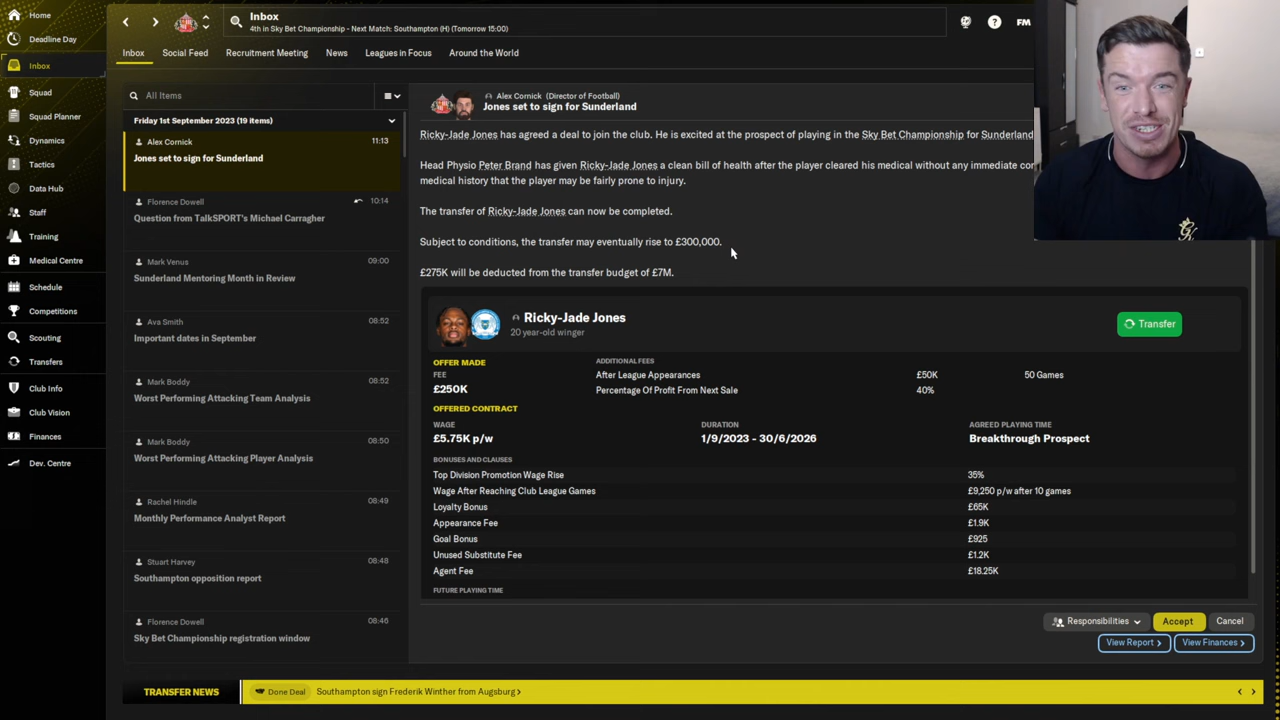 Home
Deadline Day
Inbox
Squad
Squad Planner
Dynamics
Tactics
Data Hub
Staff
Training
Medical Centre
Schedule
Competitions
Scouting
Transfers
Club Info
Club Vision
Finances
Dev. Centre
Inbox
4th in Sky Bet Championship - Next Match: Southampton (H) (Tomorrow 15:00)
FM
Inbox Social Feed Recruitment Meeting News Leagues in Focus Around the World
All Items
Friday 1st September 2023 (19 items)
Alex Cornick 11:13
Jones set to sign for Sunderland
Florence Dowell 10:14
Question from TalkSPORT's Michael Carragher
Mark Venus 09:00
Sunderland Mentoring Month in Review
Ava Smith 08:52
Important dates in September
Mark Boddy 08:52
Worst Performing Attacking Team Analysis
Mark Boddy 08:50
Worst Performing Attacking Player Analysis
Rachel Hindle 08:49
Monthly Performance Analyst Report
Stuart Harvey 08:48
Southampton opposition report
Florence Dowell 08:46
Sky Bet Championship registration window
Alex Cornick (Director of Football)
Jones set to sign for Sunderland
Ricky-Jade Jones has agreed a deal to join the club. He is excited at the prospect of playing in the Sky Bet Championship for Sunderland
Head Physio Peter Brand has given Ricky-Jade Jones a clean bill of health after the player cleared his medical without any immediate
medical history that the player may be fairly prone to injury.
The transfer of Ricky-Jade Jones can now be completed.
Subject to conditions, the transfer may eventually rise to £300,000.
£275K will be deducted from the transfer budget of £7M.
Ricky-Jade Jones
20 year-old winger
Transfer
OFFER MADE ADDITIONAL FEES
FEE After League Appearances £50K 50 Games
£250K Percentage Of Profit From Next Sale 40%
OFFERED CONTRACT
WAGE DURATION AGREED PLAYING TIME
£5.75K p/w 1/9/2023 - 30/6/2026 Breakthrough Prospect
BONUSES AND CLAUSES
Top Division Promotion Wage Rise 35%
Wage After Reaching Club League Games £9,250 p/w after 10 games
Loyalty Bonus £65K
Appearance Fee £1.9K
Goal Bonus £925
Unused Substitute Fee £1.2K
Agent Fee £18.25K
FUTURE PLAYING TIME
Responsibilities Accept Cancel
View Report View Finances
TRANSFER NEWS Done Deal Southampton sign Frederik Winther from Augsburg